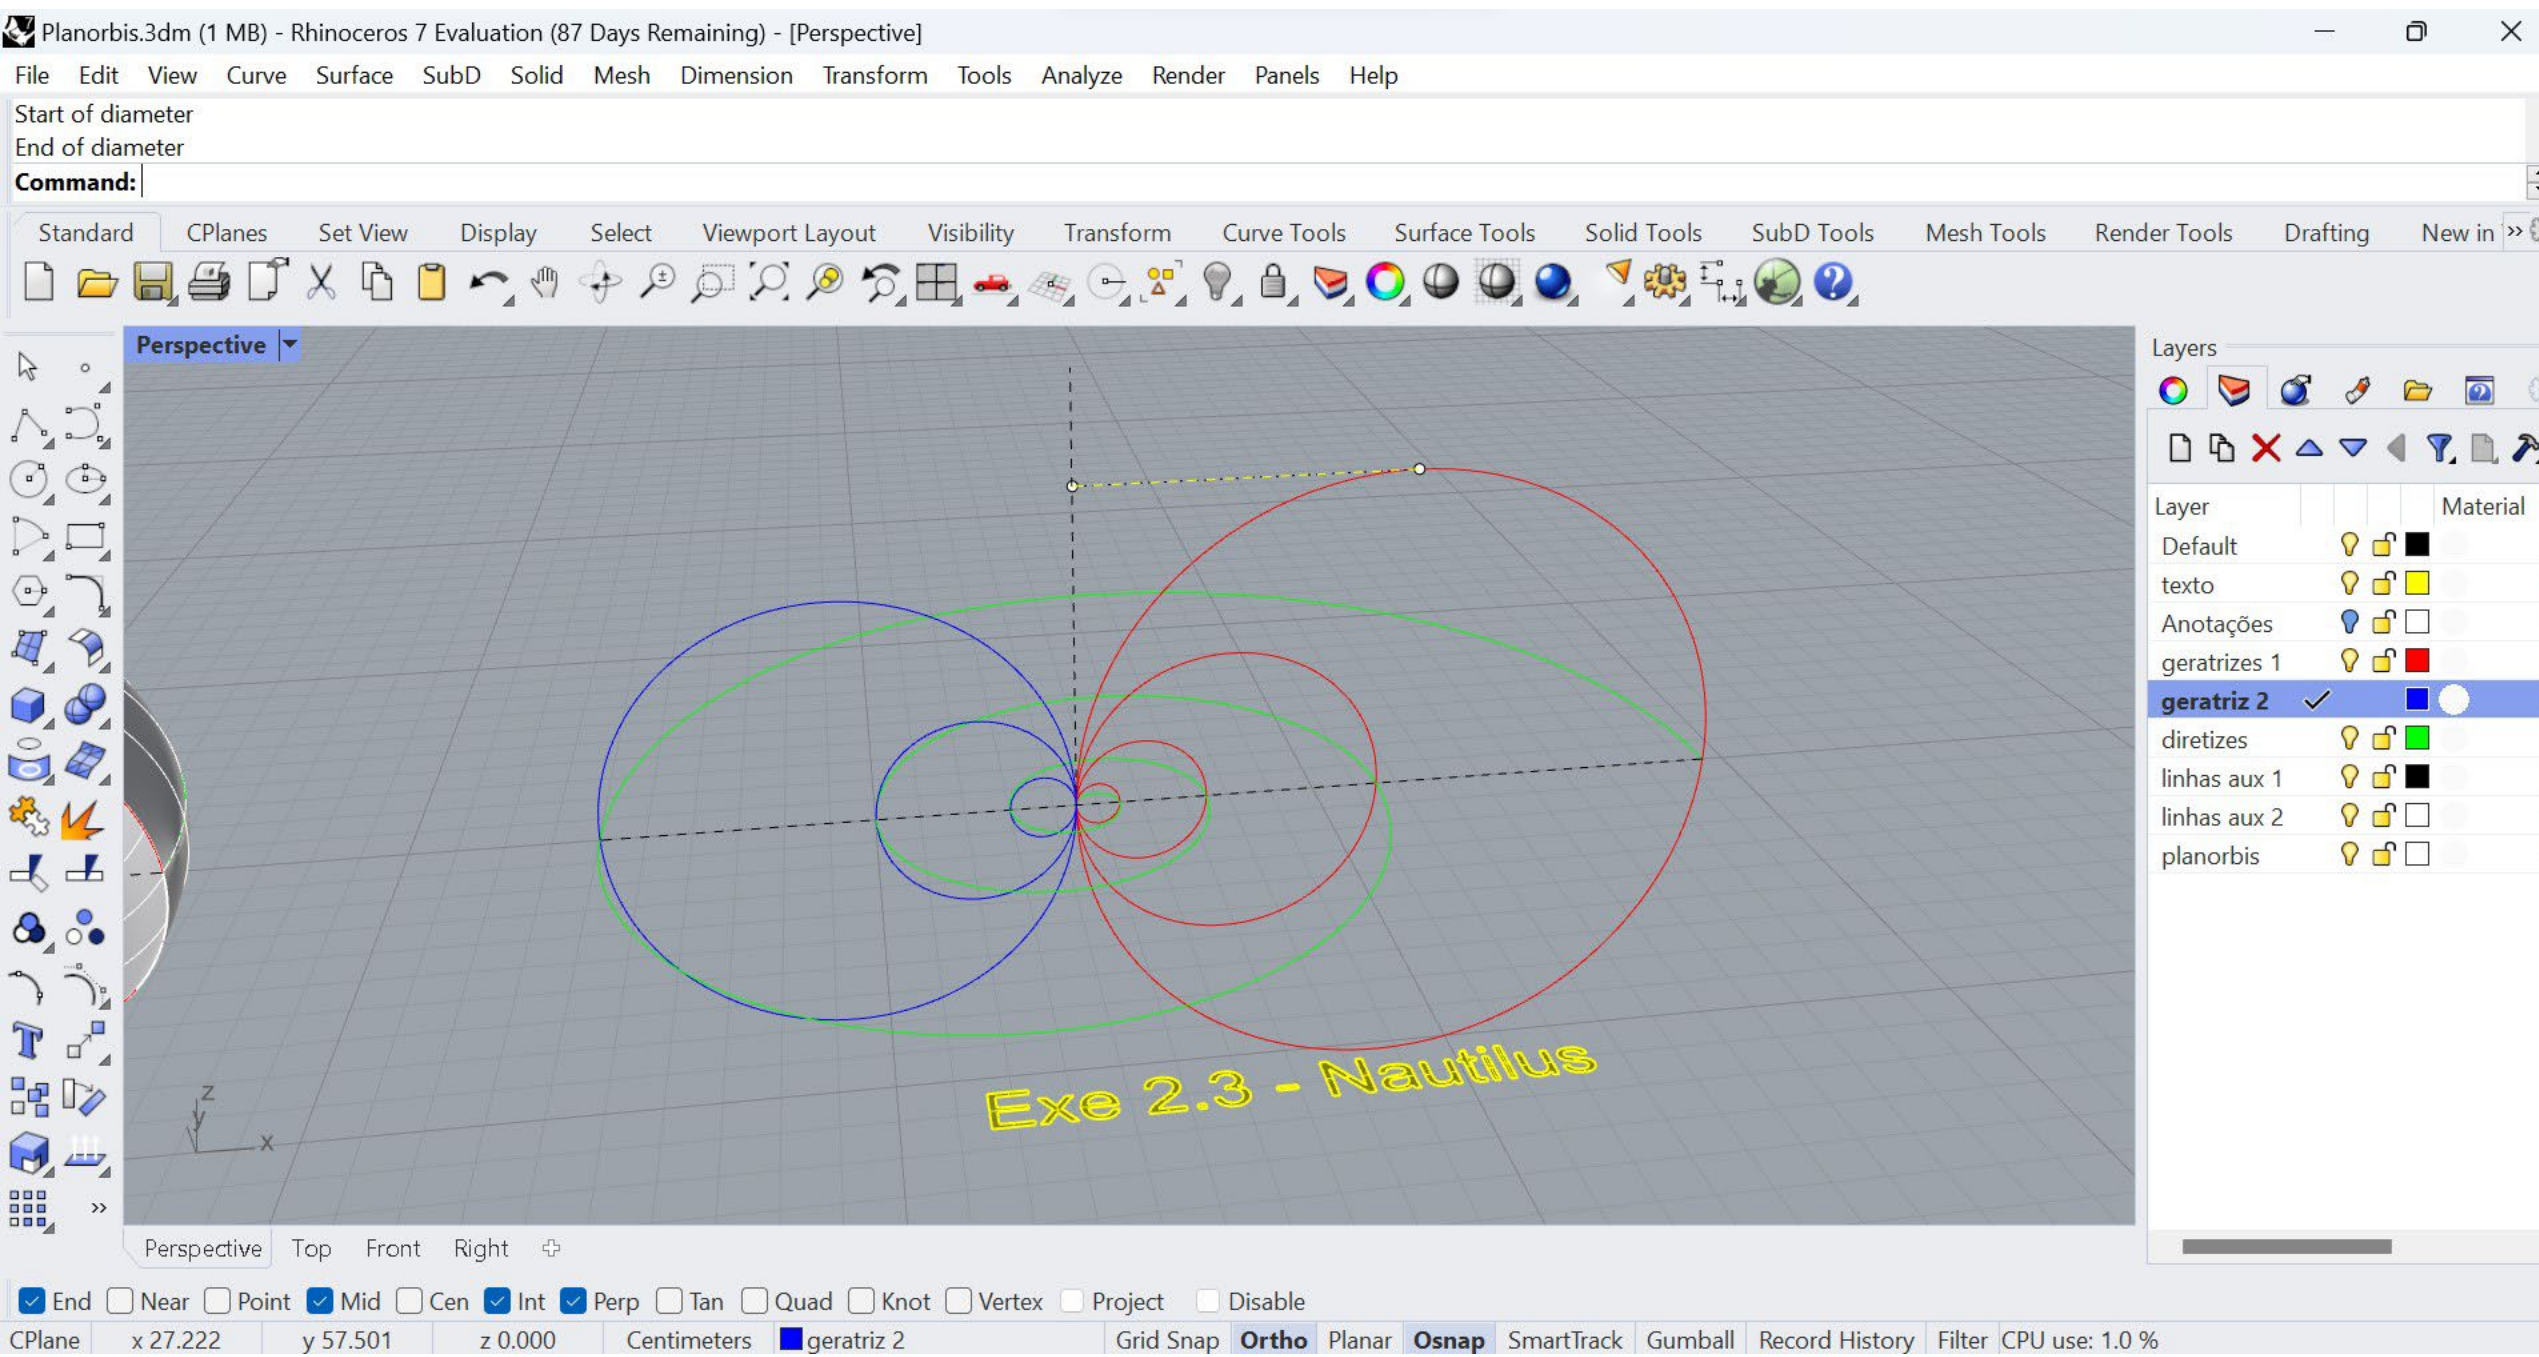 Planorbis.3dm (1 MB) - Rhinoceros 7 Evaluation (87 Days Remaining) - [Perspective]
File Edit View Curve Surface SubD Solid Mesh Dimension Transform Tools Analyze Render Panels Help
Start of diameter
End of diameter
Command:
Standard CPlanes Set View Display Select Viewport Layout Visibility Transform Curve Tools Surface Tools Solid Tools SubD Tools Mesh Tools Render Tools Drafting New in
Perspective
Layers
Layer Material
Default
texto
Anotações
geratrizes 1
geratriz 2
diretizes
linhas aux 1
linhas aux 2
planorbis
Exe 2.3 - Nautilus
z
y
x
Perspective Top Front Right
End Near Point Mid Cen Int Perp Tan Quad Knot Vertex Project Disable
CPlane x 27.222 y 57.501 z 0.000 Centimeters geratriz 2 Grid Snap Ortho Planar Osnap SmartTrack Gumball Record History Filter CPU use: 1.0 %